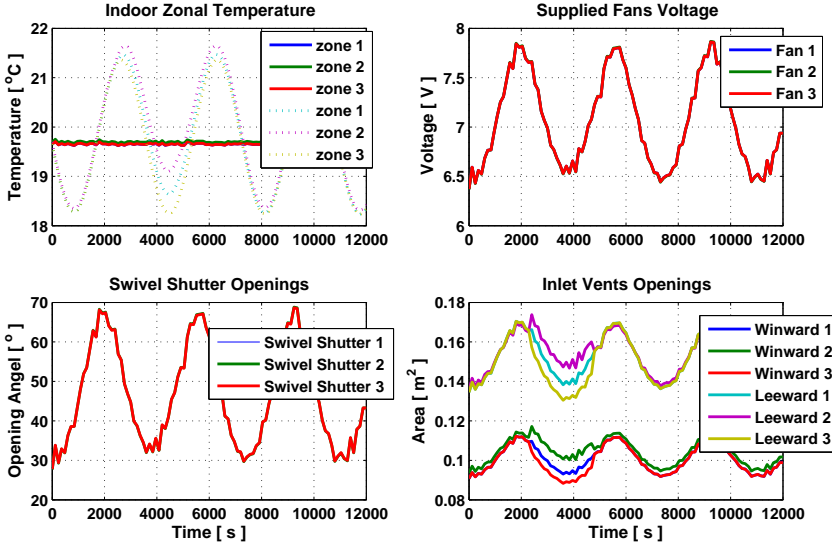 Indoor Zonal Temperature
Temperature [ °C
22
21
20
19
18
0 2000 4000 6000 8000 10000 12000
zone 1
zone 2
zone 3
zone 1
zone 2
zone 3
Supplied Fans Voltage
Voltage [ V]
8
7.5
7
6.5
6
0 2000 4000 6000 8000 10000 12000
Fan 1
Fan 2
Fan 3
Swivel Shutter Openings
Opening Angel [ °]
70
60
50
40
30
20
0 2000 4000 6000 8000 10000 12000
Time [ s]
Swivel Shutter 1
Swivel Shutter 2
Swivel Shutter 3
Inlet Vents Openings
Area [ m²]
0.18
0.16
0.14
0.12
0.1
0.08
0 2000 4000 6000 8000 10000 12000
Time [ s]
Winward 1
Winward 2
Winward 3
Leeward 1
Leeward 2
Leeward 3